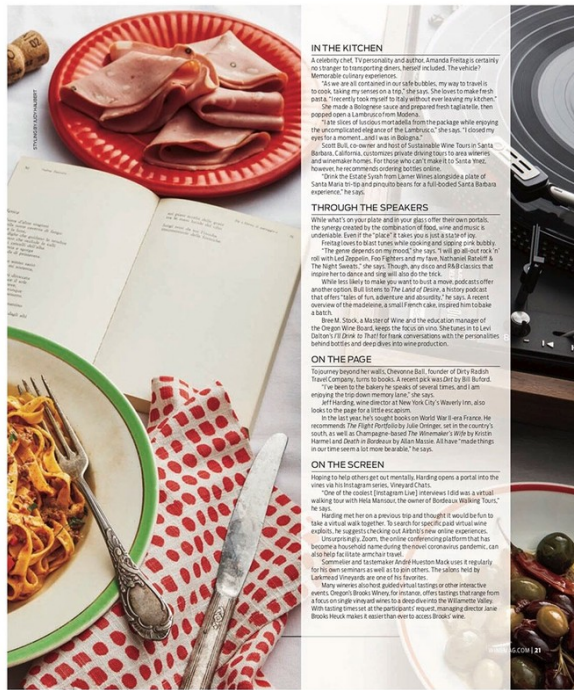 STYLING BY JUDY HAUBERT
IN THE KITCHEN
A celebrity chef, TV personality and author, Amanda Freitag is certainly
no stranger to transporting diners, herself included. The vehicle?
Memorable culinary experiences.
"As we are all contained in our safe bubbles, my way to travel is
to cook, taking my senses on a trip," she says. She loves to make fresh
pasta. "I recently took myself to Italy without ever leaving my kitchen."
She made a Bolognese sauce and prepared fresh tagliatelle, then
popped open a Lambrusco from Modena.
"I ate slices of luscious mortadella from the package while enjoying
the uncomplicated elegance of the Lambrusco," she says. "I closed my
eyes for a moment...and I was in Bologna."
Scott Bull, co-owner and host of Sustainable Wine Tours in Santa
Barbara, California, customizes private driving tours to area wineries
and winemaker homes. For those who can't make it to Santa Ynez,
however, he recommends ordering bottles online.
"Drink the Estate Syrah from Larner Wines alongside a plate of
Santa Maria tri-tip and pinquito beans for a full-bodied Santa Barbara
experience," he says.
THROUGH THE SPEAKERS
While what's on your plate and in your glass offer their own portals,
the synergy created by the combination of food, wine and music is
undeniable. Even if the "place" it takes you is just a state of joy.
Freitag loves to blast tunes while cooking and sipping pink bubbly.
"The genre depends on my mood," she says. "I will go all-out rock 'n'
roll with Led Zeppelin, Foo Fighters and my fave, Nathaniel Rateliff &
The Night Sweats," she says. Though, any disco and R&B classics that
inspire her to dance and sing will also do the trick.
While less likely to make you want to bust a move, podcasts offer
another option. Bull listens to The Land of Desire, a history podcast
that offers "tales of fun, adventure and absurdity," he says. A recent
overview of the madeleine, a small French cake, inspired him to bake
a batch.
Bree M. Stock, a Master of Wine and the education manager of
the Oregon Wine Board, keeps the focus on vino. She tunes in to Levi
Dalton's I'll Drink to That! for frank conversations with the personalities
behind bottles and deep dives into wine production.
ON THE PAGE
To journey beyond her walls, Cheyvonne Ball, founder of Dirty Radish
Travel Company, turns to books. A recent pick was Dirt by Bill Buford.
"I've been to the bakery he speaks of several times, and I am
enjoying the trip down memory lane," she says.
Jeff Harding, wine director at New York City's Waverly Inn, also
looks to the page for a little escapism.
In the last year, he's sought books on World War II-era France. He
recommends The Flight Portfolio by Julie Orringer, set in the country's
south, as well as Champagne-based The Winemaker's Wife by Kristin
Harmel and Death in Bordeaux by Allan Massie. All have "made things
in our time seem a lot more bearable," he says.
ON THE SCREEN
Hoping to help others get out mentally, Harding opens a portal into the
vines via his Instagram series, Vineyard Chats.
"One of the coolest [Instagram Live] interviews I did was a virtual
walking tour with Hela Mansour, the owner of Bordeaux Walking Tours,"
he says.
Harding met her on a previous trip and thought it would be fun to
take a virtual walk together. To search for specific paid virtual wine
exploits, he suggests checking out Airbnb's new online experiences.
Unsurprisingly, Zoom, the online conferencing platform that has
become a household name during the novel coronavirus pandemic, can
also help facilitate armchair travel.
Sommelier and tastemaker André Hueston Mack uses it regularly
for his own seminars as well as to join others. The salons held by
Larkmead Vineyards are one of his favorites.
Many wineries also host guided virtual tastings or other interactive
events. Oregon's Brooks Winery, for instance, offers tastings that range from
a focus on single vineyard wines to a deep dive into the Willamette Valley.
With tasting times set at the participants' request, managing director Janie
Brooks Heuck makes it easier than ever to access Brooks' wine.
| 21